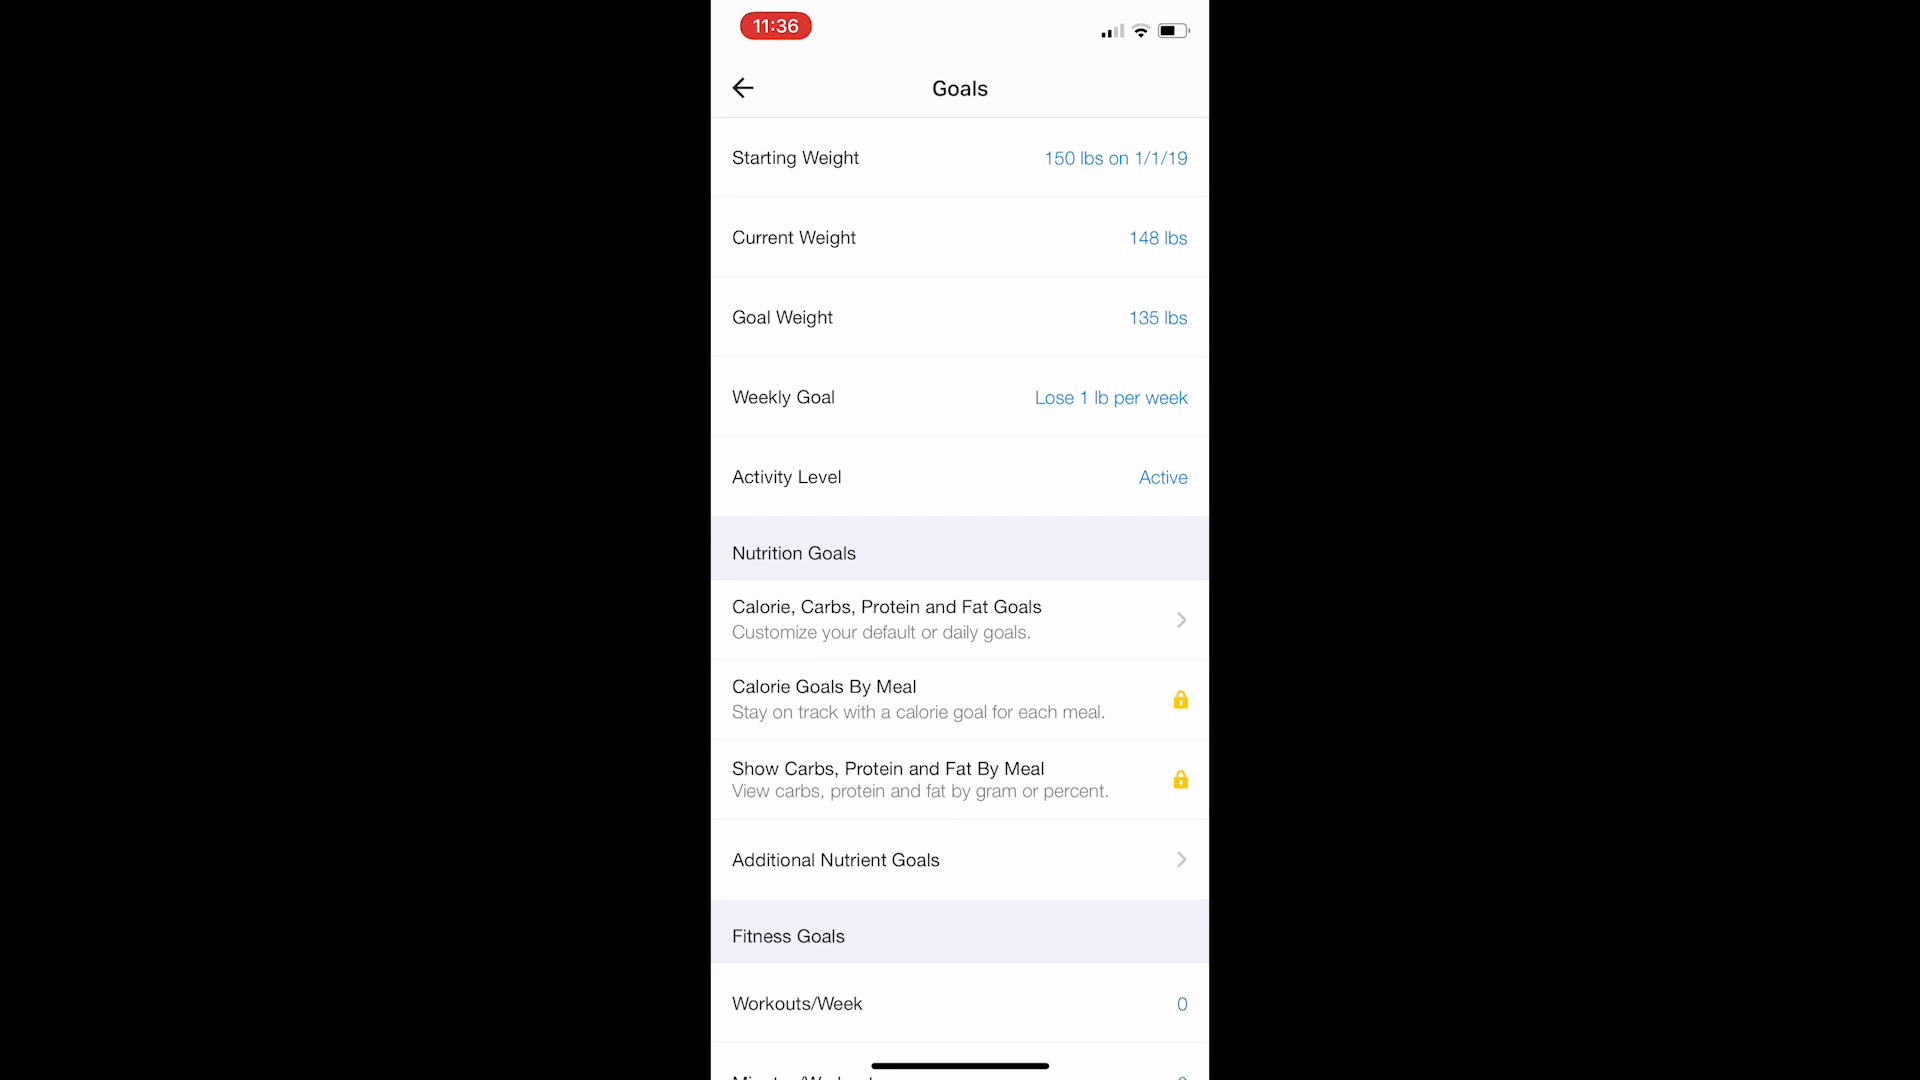 11:36
Goals
Starting Weight 150 lbs on 1/1/19
Current Weight 148 lbs
Goal Weight 135 lbs
Weekly Goal Lose 1 lb per week
Activity Level Active
Nutrition Goals
Calorie, Carbs, Protein and Fat Goals
Customize your default or daily goals.
Calorie Goals By Meal
Stay on track with a calorie goal for each meal.
Show Carbs, Protein and Fat By Meal
View carbs, protein and fat by gram or percent.
Additional Nutrient Goals
Fitness Goals
Workouts/Week 0